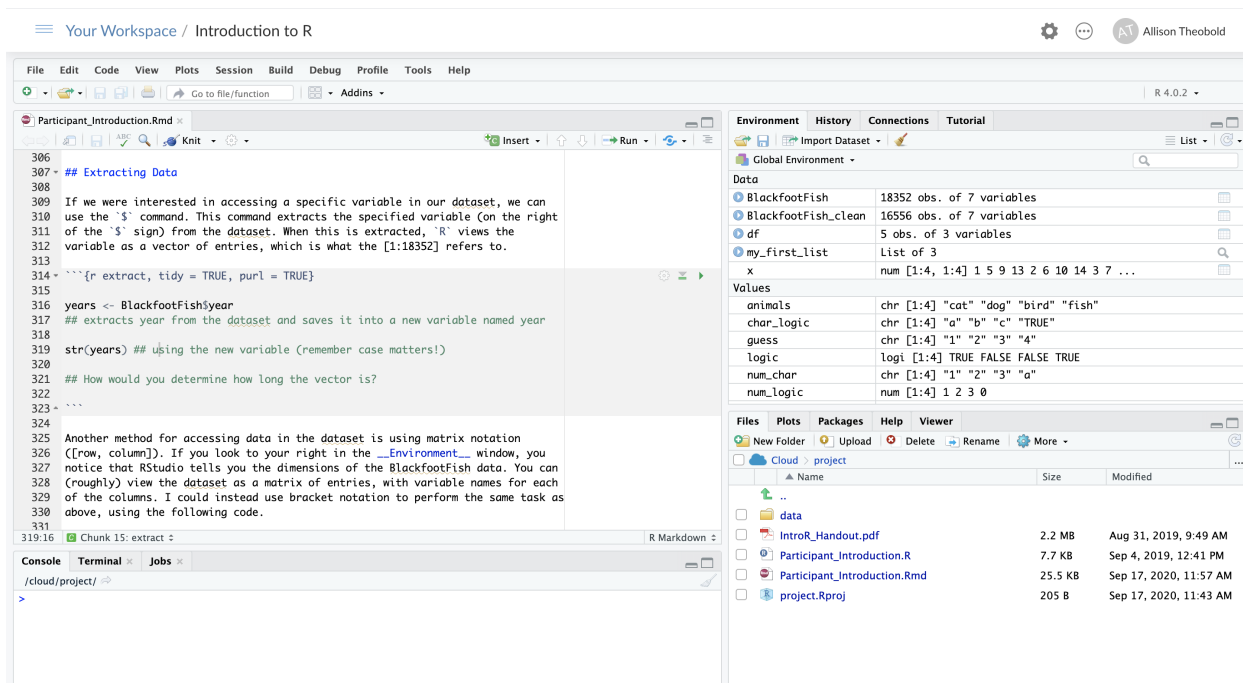 Your Workspace / Introduction to R
AT Allison Theobold
File Edit Code View Plots Session Build Debug Profile Tools Help
Go to file/function Addins R 4.0.2
Participant_Introduction.Rmd
ABC Knit Insert Run
306
307 ## Extracting Data
308
309 If we were interested in accessing a specific variable in our dataset, we can
310 use the `$` command. This command extracts the specified variable (on the right
311 of the `$` sign) from the dataset. When this is extracted, `R` views the
312 variable as a vector of entries, which is what the [1:18352] refers to.
313
314 ```{r extract, tidy = TRUE, purl = TRUE}
315
316 years <- BlackfootFish$year
317 ## extracts year from the dataset and saves it into a new variable named year
318
319 str(years) ## using the new variable (remember case matters!)
320
321 ## How would you determine how long the vector is?
322
323 ```
324
325 Another method for accessing data in the dataset is using matrix notation
326 ([row, column]). If you look to your right in the __Environment__ window, you
327 notice that RStudio tells you the dimensions of the BlackfootFish data. You can
328 (roughly) view the dataset as a matrix of entries, with variable names for each
329 of the columns. I could instead use bracket notation to perform the same task as
330 above, using the following code.
331
319:16 Chunk 15: extract R Markdown
Console Terminal Jobs
/cloud/project/
>
Environment History Connections Tutorial
Import Dataset List
Global Environment
Data
BlackfootFish 18352 obs. of 7 variables
BlackfootFish_clean 16556 obs. of 7 variables
df 5 obs. of 3 variables
my_first_list List of 3
x num [1:4, 1:4] 1 5 9 13 2 6 10 14 3 7 ...
Values
animals chr [1:4] "cat" "dog" "bird" "fish"
char_logic chr [1:4] "a" "b" "c" "TRUE"
guess chr [1:4] "1" "2" "3" "4"
logic logi [1:4] TRUE FALSE FALSE TRUE
num_char chr [1:4] "1" "2" "3" "a"
num_logic num [1:4] 1 2 3 0
Files Plots Packages Help Viewer
New Folder Upload Delete Rename More
Cloud > project ...
Name Size Modified
..
data
IntroR_Handout.pdf 2.2 MB Aug 31, 2019, 9:49 AM
Participant_Introduction.R 7.7 KB Sep 4, 2019, 12:41 PM
Participant_Introduction.Rmd 25.5 KB Sep 17, 2020, 11:57 AM
project.Rproj 205 B Sep 17, 2020, 11:43 AM